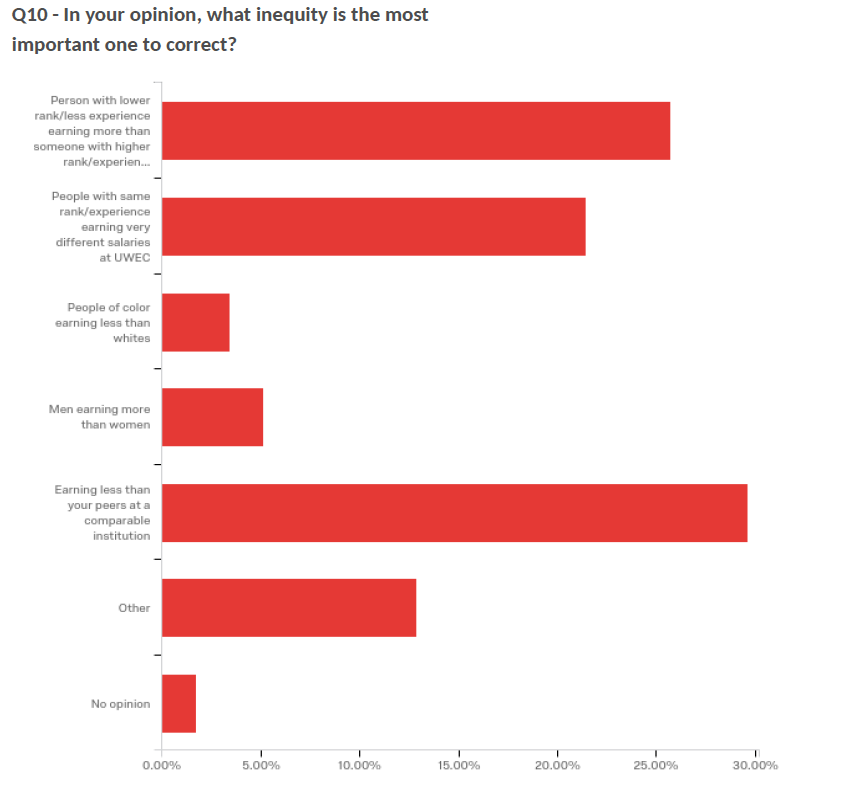 Q10 - In your opinion, what inequity is the most
important one to correct?
Person with lower
rank/less experience
earning more than
someone with higher
rank/experien...
People with same
rank/experience
earning very
different salaries
at UWEC
People of color
earning less than
whites
Men earning more
than women
Earning less than
your peers at a
comparable
institution
Other
No opinion
0.00% 5.00% 10.00% 15.00% 20.00% 25.00% 30.00%